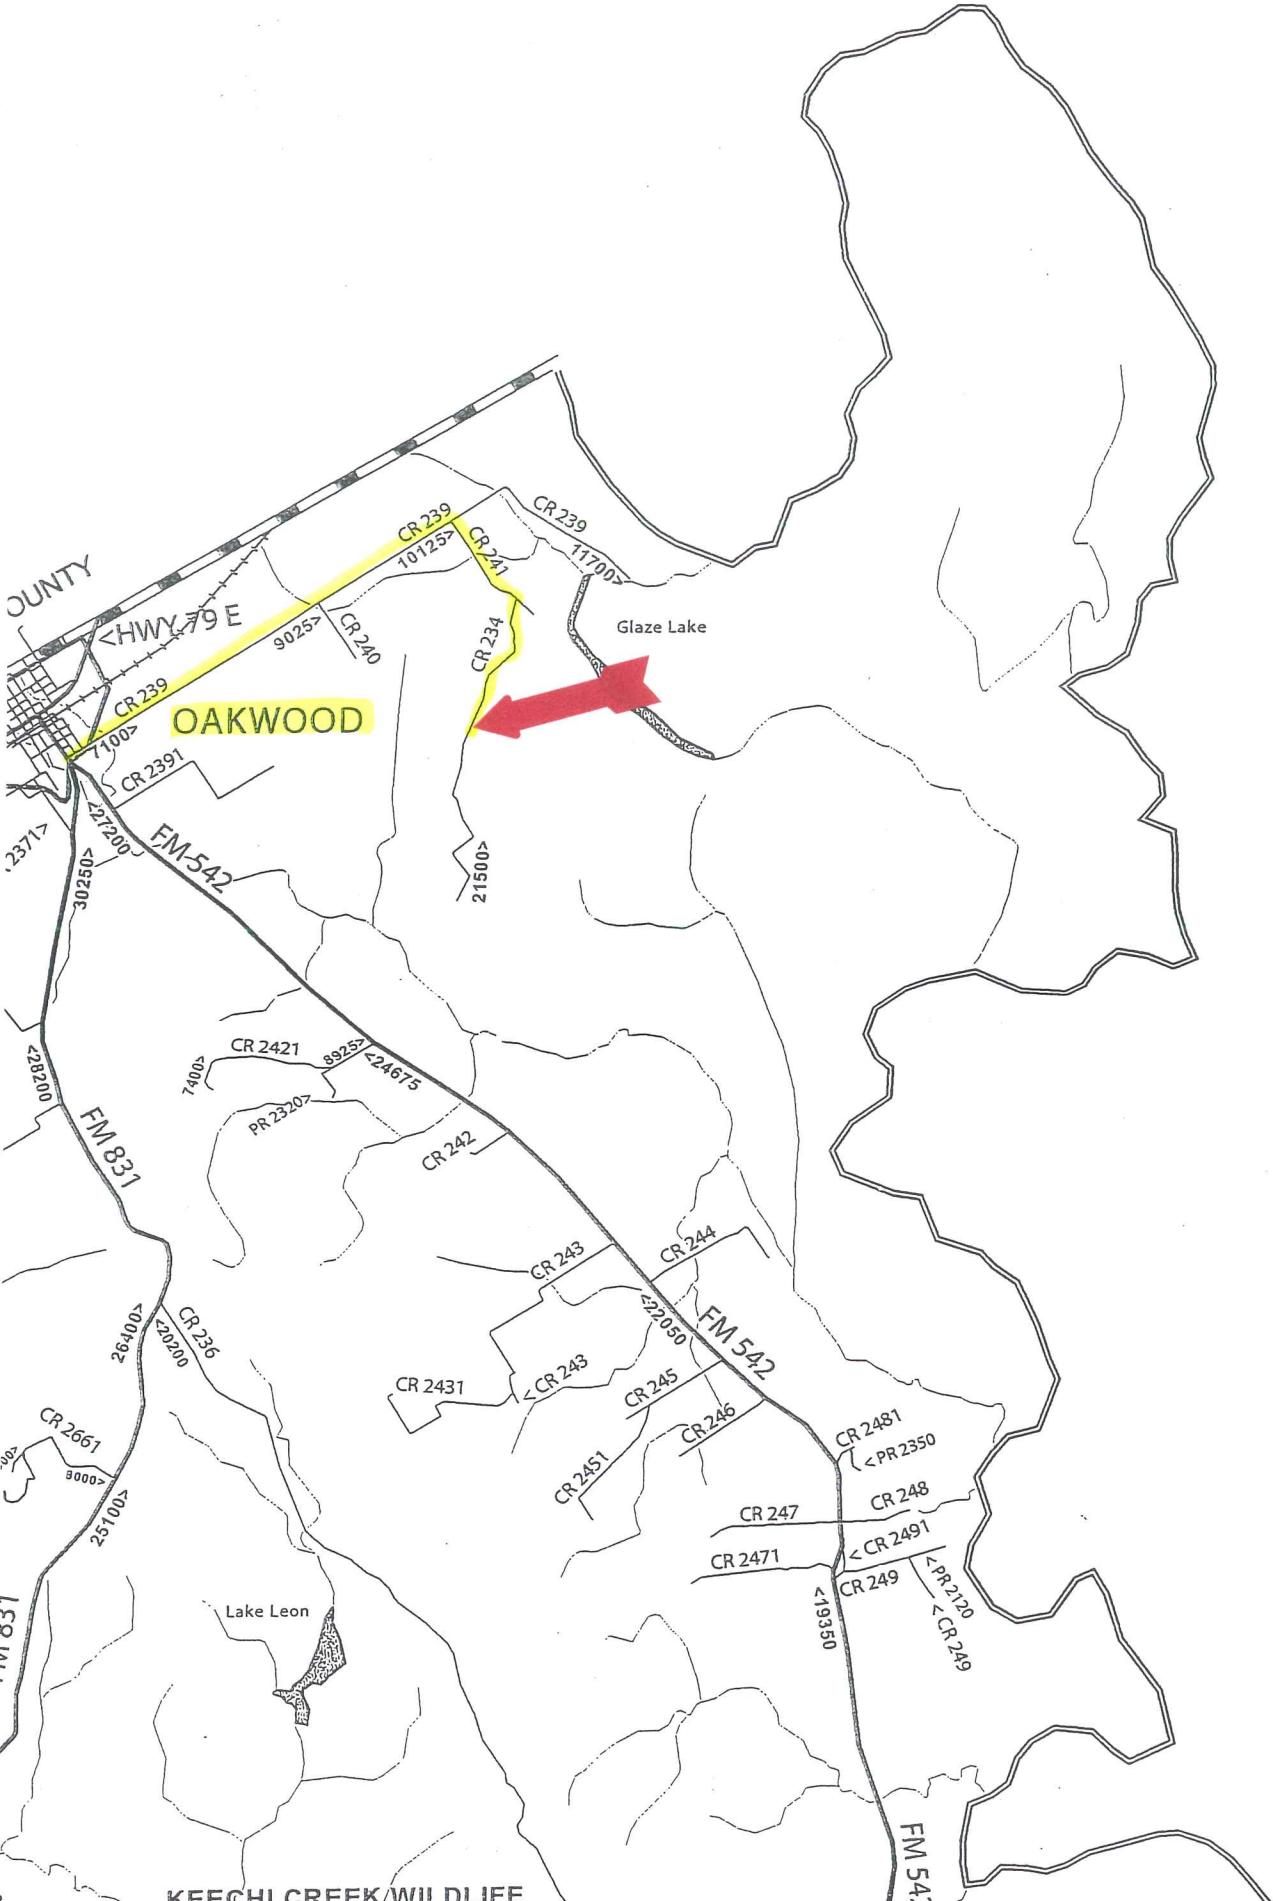 CR 239
CR 239
10125>
CR 241
11700>
OUNTY
<HWY 79 E
9025>
CR 240
CR 234
Glaze Lake
CR 239
OAKWOOD
7100>
CR 2391
<27200
FM 542
2371>
30250>
21500>
CR 2421
8925>
<24675
7400>
<28200
PR 2320>
FM 831
CR 242
CR 244
CR 243
<22050
FM 542
26400>
CR 236
<20200
<CR 243
CR 2431
CR 245
CR 246
CR 2481
<PR 2350
CR 2661
8000>
CR 2451
25100>
CR 247
CR 248
<CR 2491
CR 2471
CR 249
<PR 2120
<CR 249
<19350
Lake Leon
FM 831
FM 542
KEECHI CREEK WILDLIFE